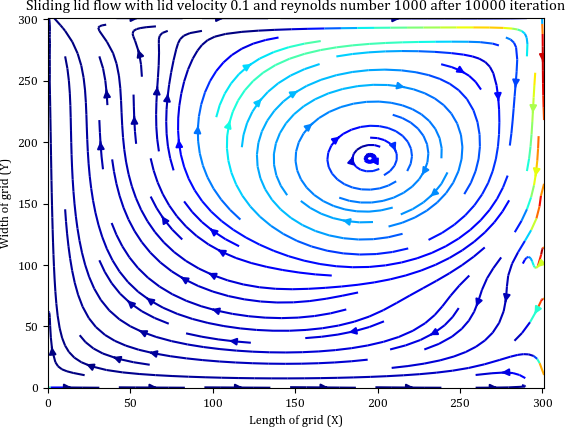 Sliding lid flow with lid velocity 0.1 and reynolds number 1000 after 10000 iteration
300
250
200
150
100
50
0
Width of grid (Y)
0 50 100 150 200 250 300
Length of grid (X)